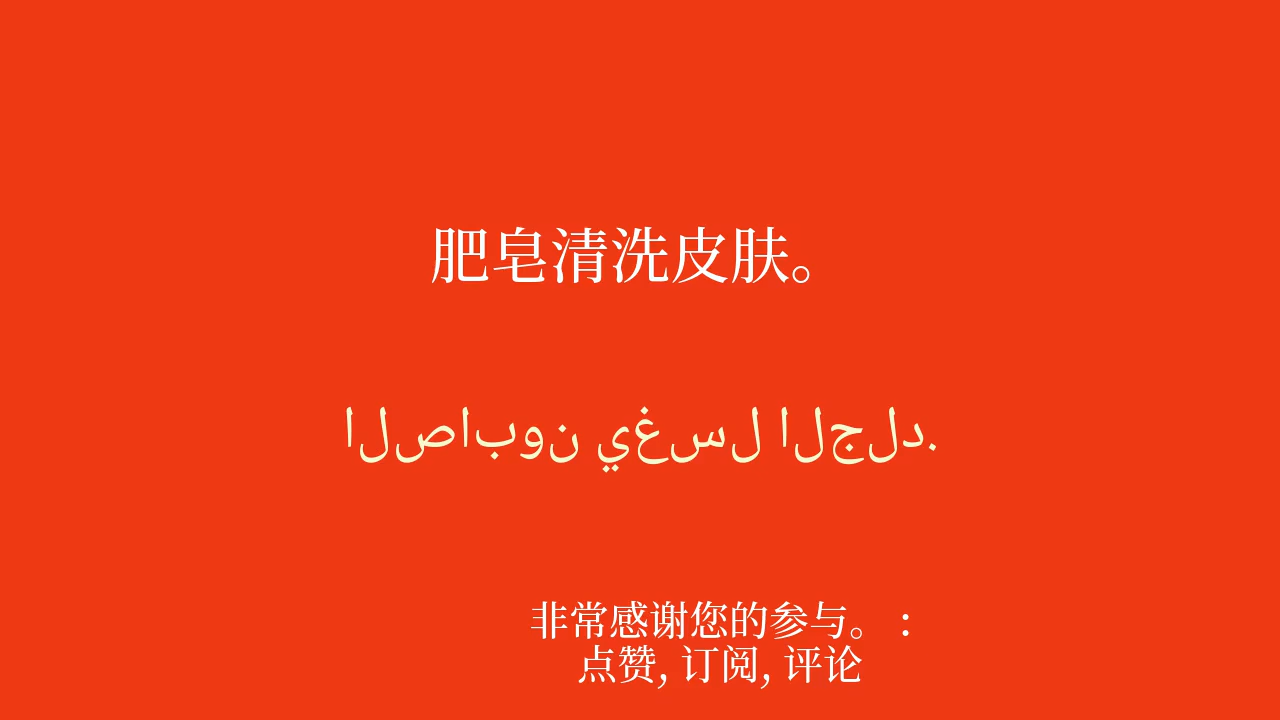 肥皂清洗皮肤。
الصابون يغسل الجلد.
非常感谢您的参与。 :
点赞, 订阅, 评论